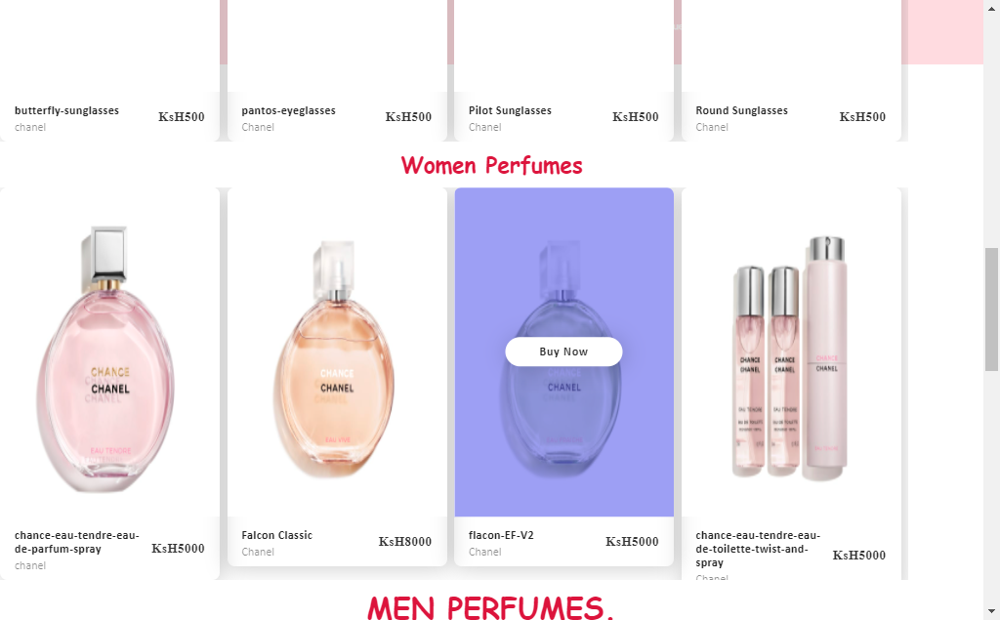 butterfly-sunglasses
chanel
KsH500
pantos-eyeglasses
Chanel
KsH500
Pilot Sunglasses
Chanel
KsH500
Round Sunglasses
Chanel
KsH500
Women Perfumes
CHANCE
CHANEL
EAU TENDRE
CHANCE
CHANEL
EAU VIVE
Buy Now
CHANEL
CHANCE
CHANEL
EAU TENDRE
CHANCE
CHANEL
EAU TENDRE
CHANCE
CHANEL
chance-eau-tendre-eau-
de-parfum-spray
chanel
KsH5000
Falcon Classic
Chanel
KsH8000
flacon-EF-V2
Chanel
KsH5000
chance-eau-tendre-eau-
de-toilette-twist-and-
spray
Chanel
KsH5000
MEN PERFUMES.